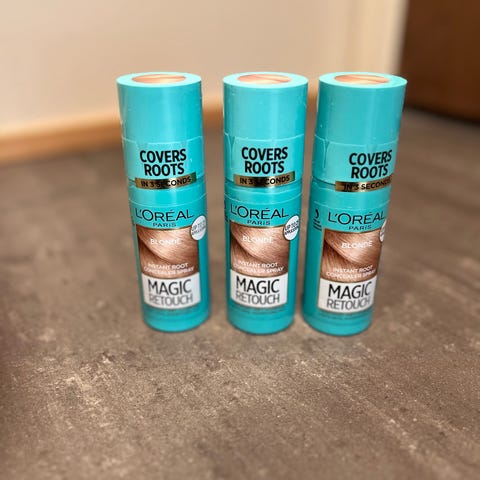 COVERS
ROOTS
IN 3 SECONDS
L'ORÉAL
PARIS
BLONDE
INSTANT ROOT
CONCEALER SPRAY
MAGIC
RETOUCH
COVERS
ROOTS
IN 3 SECONDS
L'ORÉAL
PARIS
BLONDE
INSTANT ROOT
CONCEALER SPRAY
MAGIC
RETOUCH
COVERS
ROOTS
IN 3 SECONDS
L'ORÉAL
PARIS
BLONDE
INSTANT ROOT
CONCEALER SPRAY
MAGIC
RETOUCH